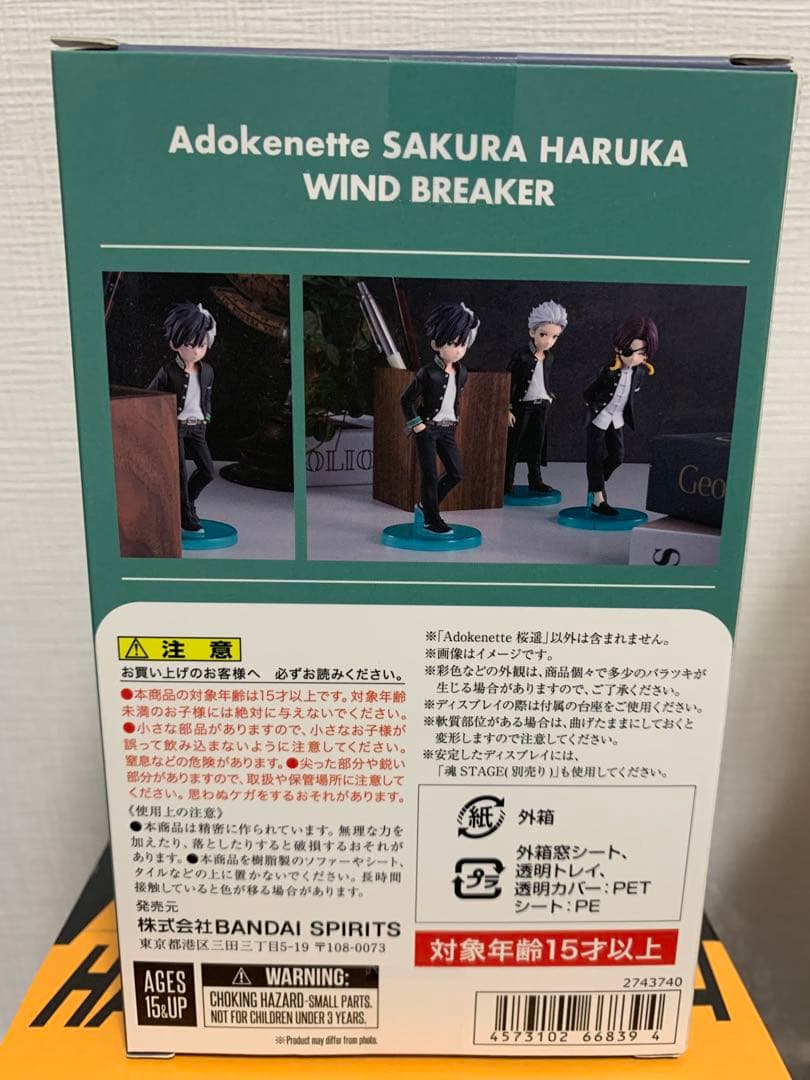 Adokenette SAKURA HARUKA
WIND BREAKER
OLIO
Geo
S
注意
お買い上げのお客様へ 必ずお読みください。
●本商品の対象年齢は15才以上です。対象年齢
未満のお子様には絶対に与えないでください。
●小さな部品がありますので、小さなお子様が
誤って飲み込まないように注意してください。
窒息などの危険があります。●尖った部分や鋭い
部分がありますので、取扱や保管場所に注意して
ください。思わぬケガをするおそれがあります。
《使用上の注意》
●本商品は精密に作られています。無理な力を
加えたり、落としたりすると破損するおそれが
あります。●本商品を樹脂製のソファーやシート、
タイルなどの上に置かないでください。長時間
接触していると色が移る場合があります。
発売元
株式会社BANDAI SPIRITS
東京都港区三田三丁目5-19 〒108-0073
AGES
15&UP
WARNING:
CHOKING HAZARD-SMALL PARTS.
NOT FOR CHILDREN UNDER 3 YEARS.
※Product may differ from photo.
※「Adokenette 桜遥」以外は含まれません。
※画像はイメージです。
※彩色などの外観は、商品個々で多少のバラツキが
生じる場合がありますので、ご了承ください。
※ディスプレイの際は付属の台座をご使用ください。
※軟質部位がある場合は、曲げたままにしておくと
変形しますので注意してください。
※安定したディスプレイには、
「魂STAGE(別売り)」も使用してください。
紙 外箱
プラ
外箱窓シート、
透明トレイ、
透明カバー:PET
シート:PE
対象年齢15才以上
2743740
4573102 66839 4
HA
A